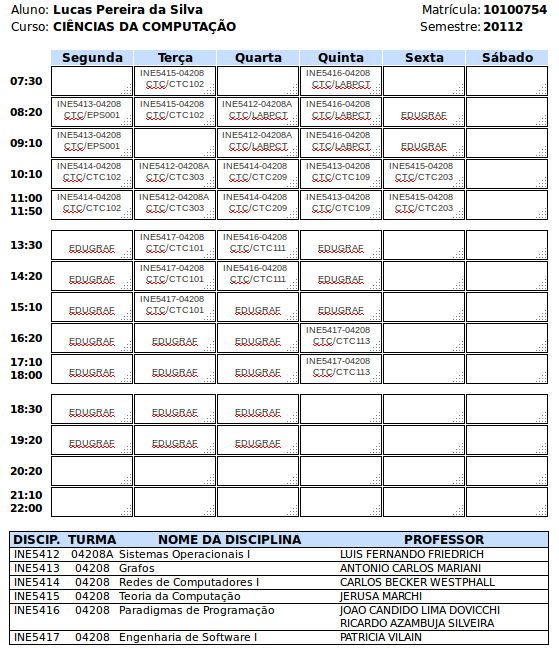 Aluno: Lucas Pereira da Silva Matrícula: 10100754
Curso: CIÊNCIAS DA COMPUTAÇÃO Semestre: 20112
Segunda Terça Quarta Quinta Sexta Sábado
INE5415-04208 INE5416-04208
07:30 CTC/CTC102 CTC/LABPCT
INE5413-04208 INE5415-04208 INE5412-04208A INE5416-04208
08:20 CTC/EPS001 CTC/CTC102 CTC/LABPCT CTC/LABPCT EDUGRAF
INE5413-04208 INE5412-04208A INE5416-04208
09:10 CTC/EPS001 CTC/LABPCT CTC/LABPCT EDUGRAF
INE5414-04208 INE5412-04208A INE5414-04208 INE5413-04208 INE5415-04208
10:10 CTC/CTC102 CTC/CTC303 CTC/CTC209 CTC/CTC109 CTC/CTC203
11:00 INE5414-04208 INE5412-04208A INE5414-04208 INE5413-04208 INE5415-04208
11:50 CTC/CTC102 CTC/CTC303 CTC/CTC209 CTC/CTC109 CTC/CTC203
INE5417-04208 INE5416-04208
13:30 EDUGRAF CTC/CTC101 CTC/CTC111 EDUGRAF
INE5417-04208 INE5416-04208
14:20 EDUGRAF CTC/CTC101 CTC/CTC111 EDUGRAF
INE5417-04208
15:10 EDUGRAF CTC/CTC101 EDUGRAF EDUGRAF
INE5417-04208
16:20 EDUGRAF EDUGRAF EDUGRAF CTC/CTC113
17:10 INE5417-04208
18:00 EDUGRAF EDUGRAF EDUGRAF CTC/CTC113
18:30 EDUGRAF EDUGRAF EDUGRAF
19:20 EDUGRAF EDUGRAF EDUGRAF
20:20
21:10
22:00
DISCIP. TURMA NOME DA DISCIPLINA PROFESSOR
INE5412 04208A Sistemas Operacionais I LUIS FERNANDO FRIEDRICH
INE5413 04208 Grafos ANTONIO CARLOS MARIANI
INE5414 04208 Redes de Computadores I CARLOS BECKER WESTPHALL
INE5415 04208 Teoria da Computação JERUSA MARCHI
INE5416 04208 Paradigmas de Programação JOAO CANDIDO LIMA DOVICCHI
RICARDO AZAMBUJA SILVEIRA
INE5417 04208 Engenharia de Software I PATRICIA VILAIN